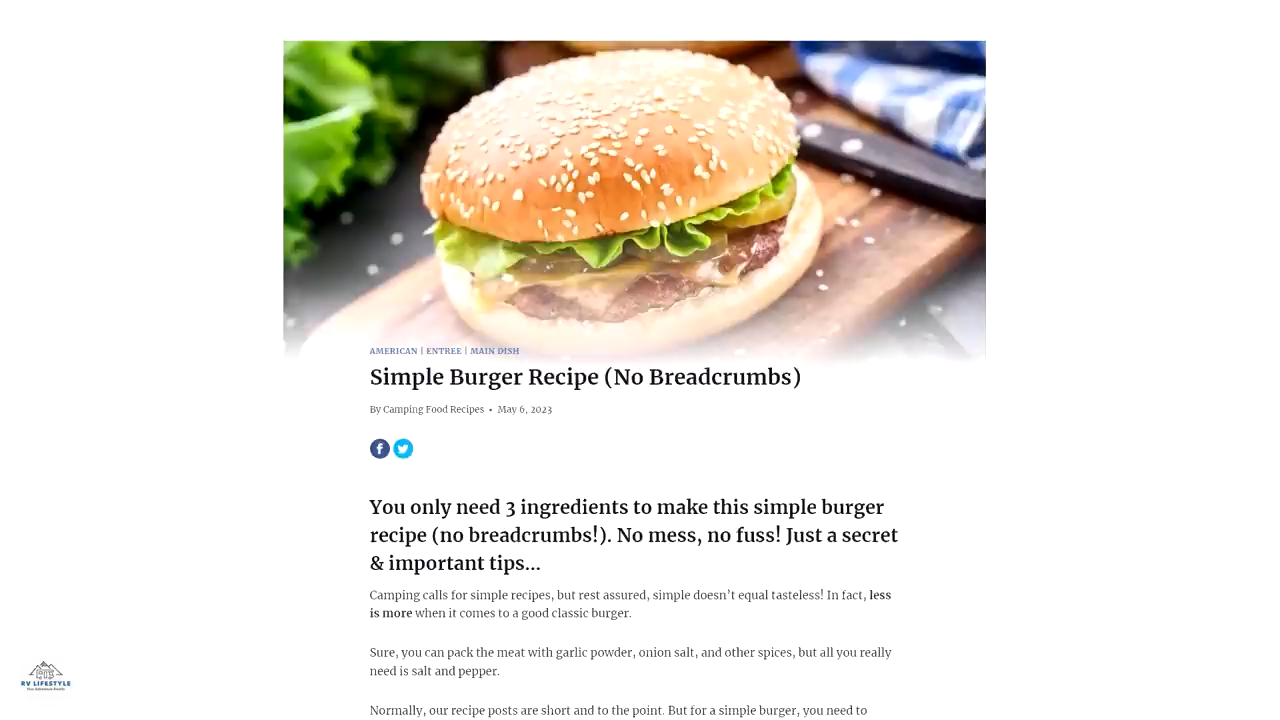 AMERICAN | ENTREE | MAIN DISH
Simple Burger Recipe (No Breadcrumbs)
By Camping Food Recipes • May 6, 2023
You only need 3 ingredients to make this simple burger
recipe (no breadcrumbs!). No mess, no fuss! Just a secret
& important tips...
Camping calls for simple recipes, but rest assured, simple doesn't equal tasteless! In fact, less
is more when it comes to a good classic burger.
Sure, you can pack the meat with garlic powder, onion salt, and other spices, but all you really
need is salt and pepper.
Normally, our recipe posts are short and to the point. But for a simple burger, you need to
RV LIFESTYLE